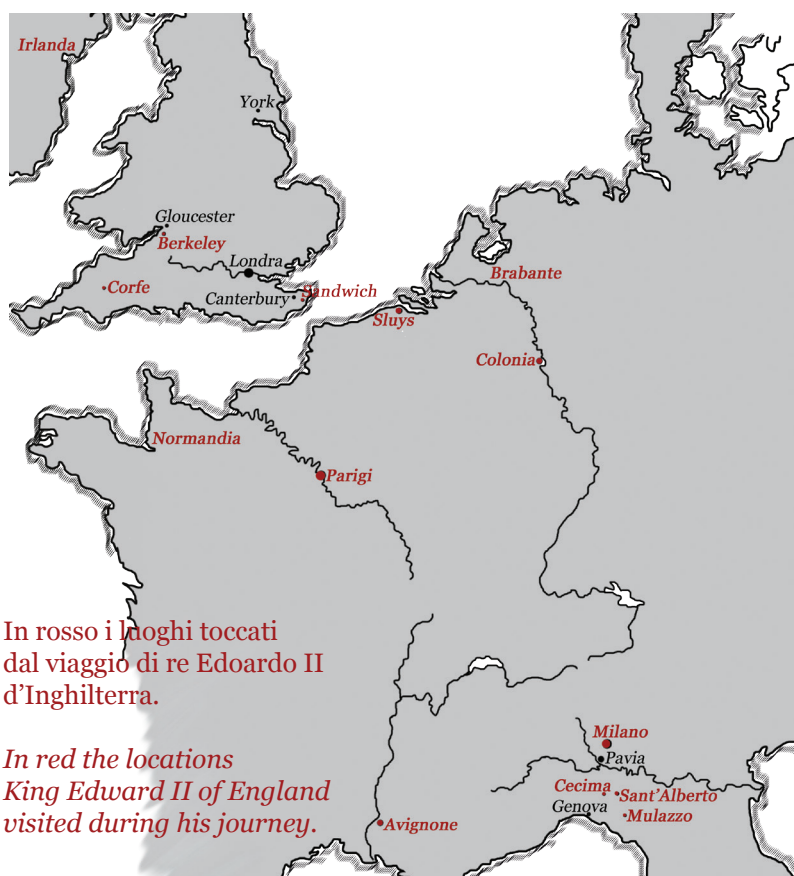 Irlanda
York
Gloucester
Berkeley
Londra
Corfe
Canterbury
Sandwich
Brabante
Sluys
Colonia
Normandia
Parigi
In rosso i luoghi toccati
dal viaggio di re Edoardo II
d'Inghilterra.
In red the locations
King Edward II of England
visited during his journey.
Milano
Pavia
Cecima
Sant'Alberto
Genova
Mulazzo
Avignone